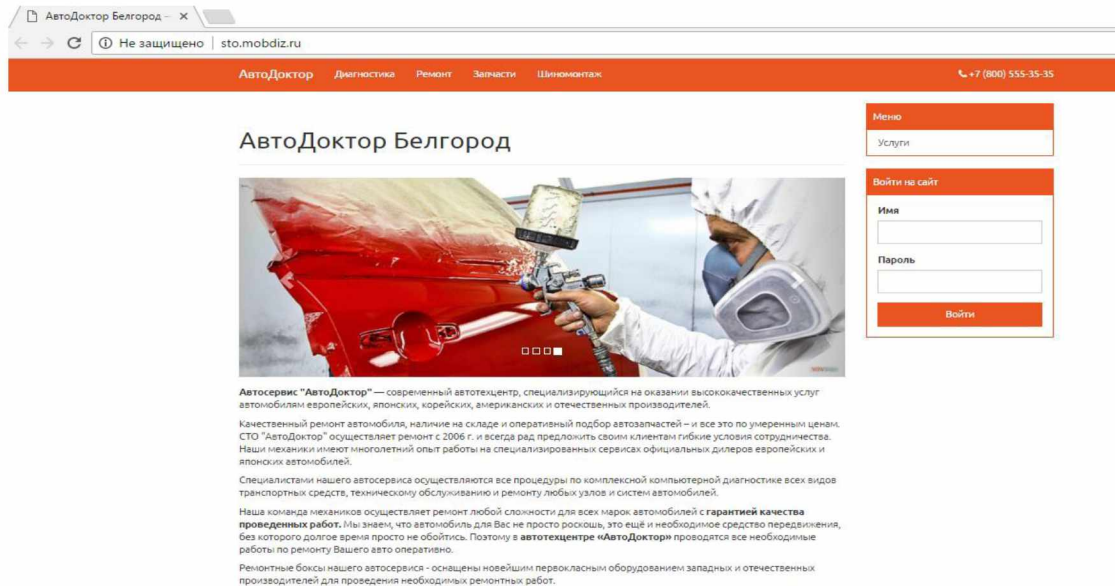 АвтоДоктор Белгород –
Не защищено | sto.mobdiz.ru
АвтоДоктор Диагностика Ремонт Запчасти Шиномонтаж +7 (800) 555-35-35
АвтоДоктор Белгород
Автосервис "АвтоДоктор" — современный автотехцентр, специализирующийся на оказании высококачественных услуг
автомобилям европейских, японских, корейских, американских и отечественных производителей.
Качественный ремонт автомобиля, наличие на складе и оперативный подбор автозапчастей – и все это по умеренным ценам.
СТО "АвтоДоктор" осуществляет ремонт с 2006 г. и всегда рад предложить своим клиентам гибкие условия сотрудничества.
Наши механики имеют многолетний опыт работы на специализированных сервисах официальных дилеров европейских и
японских автомобилей.
Специалистами нашего автосервиса осуществляются все процедуры по комплексной компьютерной диагностике всех видов
транспортных средств, техническому обслуживанию и ремонту любых узлов и систем автомобилей.
Наша команда механиков осуществляет ремонт любой сложности для всех марок автомобилей с гарантией качества
проведенных работ. Мы знаем, что автомобиль для Вас не просто роскошь, это ещё и необходимое средство передвижения,
без которого долгое время просто не обойтись. Поэтому в автотехцентре «АвтоДоктор» проводятся все необходимые
работы по ремонту Вашего авто оперативно.
Ремонтные боксы нашего автосервися - оснащены новейшим первокласным оборудованием западных и отечественных
производителей для проведения необходимых ремонтных работ.
Меню
Услуги
Войти на сайт
Имя
Пароль
Войти